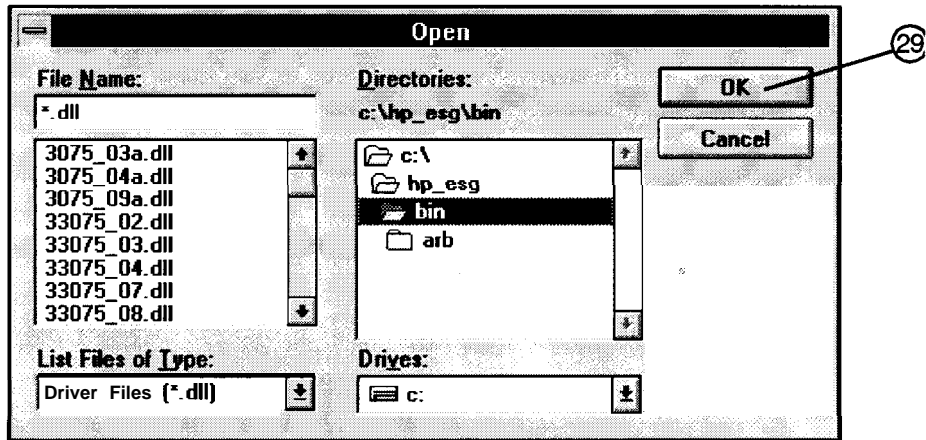 Open
File Name:
*.dll
3075_03a.dll
3075_04a.dll
3075_09a.dll
33075_02.dll
33075_03.dll
33075_04.dll
33075_07.dll
33075_08.dll
List Files of Type:
Driver Files (*.dll)
Directories:
c:\hp_esg\bin
c:\
hp_esg
bin
arb
Drives:
c:
OK
Cancel
29